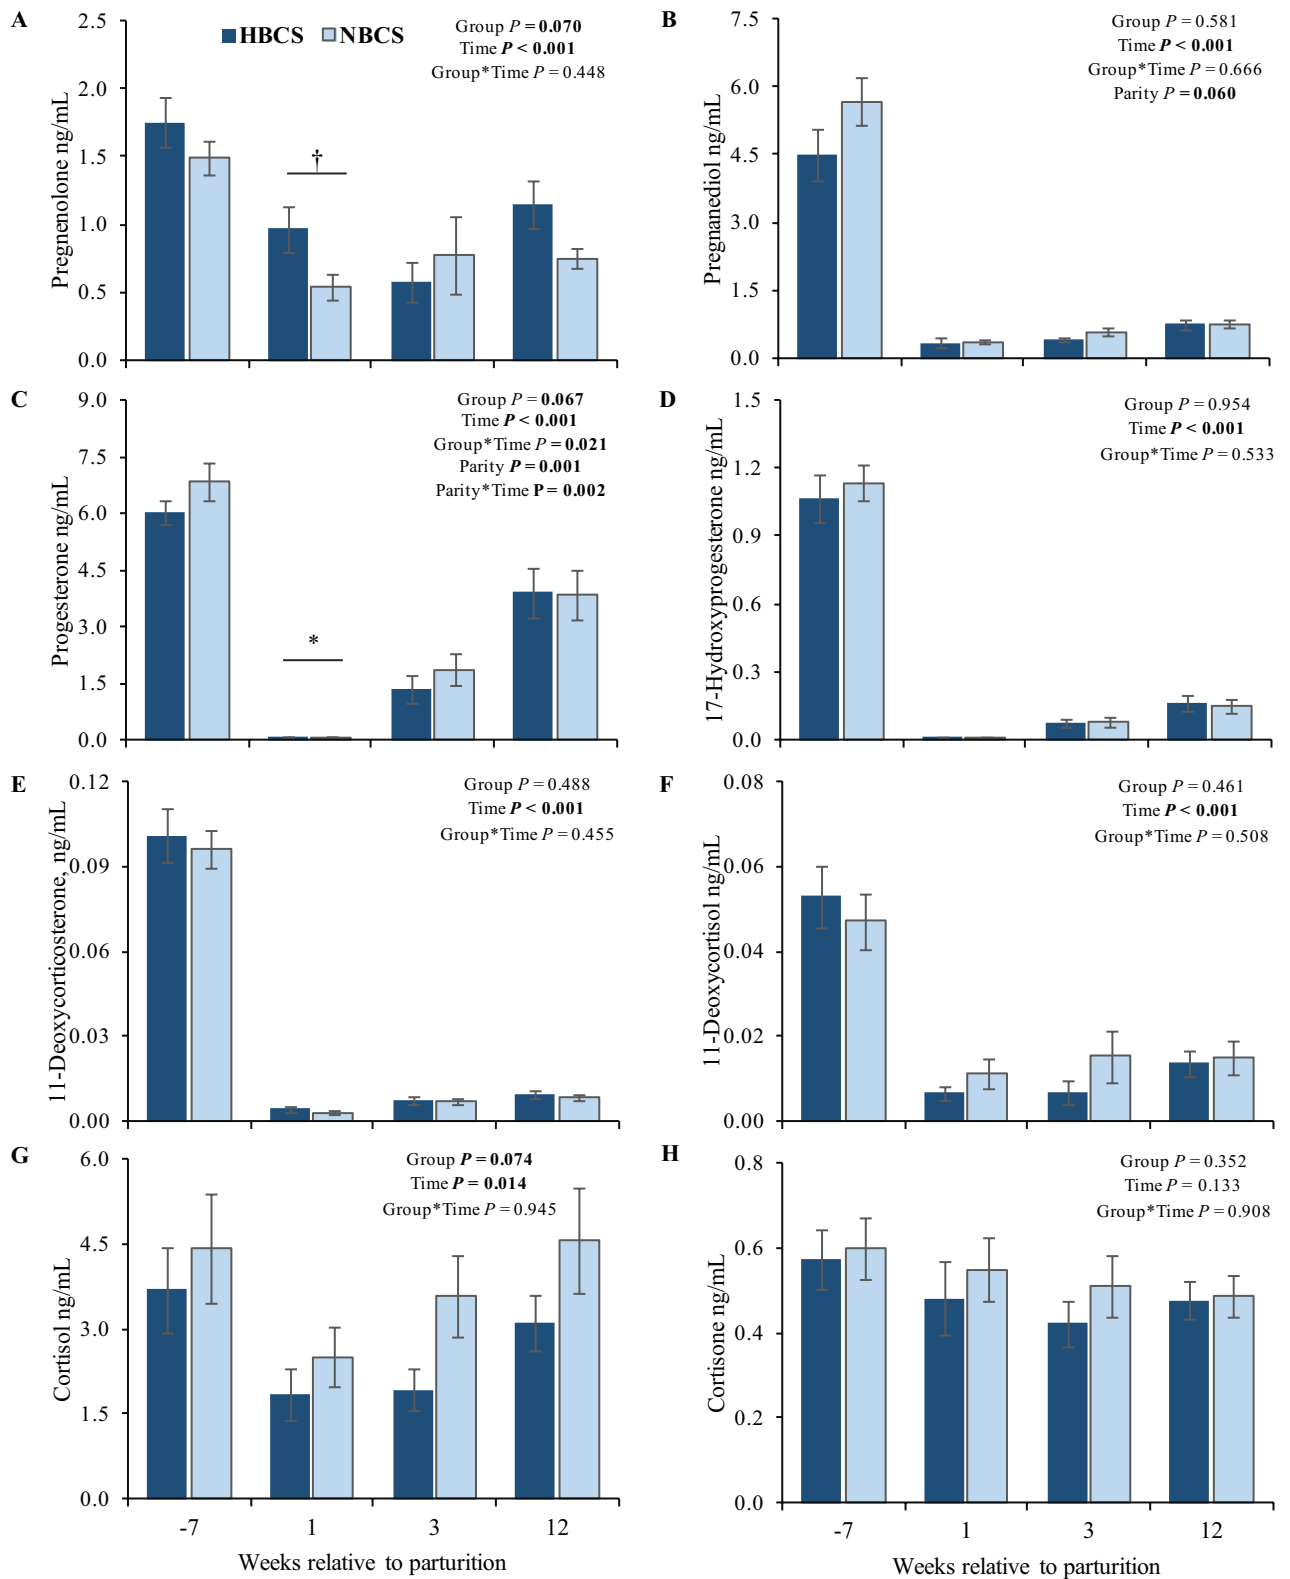 A
2.5
2.0
1.5
1.0
0.5
0.0
Pregnenolone ng/mL
HBCS NBCS
Group P = 0.070
Time P < 0.001
Group*Time P = 0.448
†
B
7.5
6.0
4.5
3.0
1.5
0.0
Pregnanediol ng/mL
Group P = 0.581
Time P < 0.001
Group*Time P = 0.666
Parity P = 0.060
C
9.0
7.5
6.0
4.5
3.0
1.5
0.0
Progesterone ng/mL
Group P = 0.067
Time P < 0.001
Group*Time P = 0.021
Parity P = 0.001
Parity*Time P = 0.002
*
D
1.5
1.2
0.9
0.6
0.3
0.0
17-Hydroxyprogesterone ng/mL
Group P = 0.954
Time P < 0.001
Group*Time P = 0.533
E
0.12
0.09
0.06
0.03
0.00
11-Deoxycorticosterone, ng/mL
Group P = 0.488
Time P < 0.001
Group*Time P = 0.455
F
0.08
0.06
0.04
0.02
0.00
11-Deoxycortisol ng/mL
Group P = 0.461
Time P < 0.001
Group*Time P = 0.508
G
6.0
4.5
3.0
1.5
0.0
Cortisol ng/mL
Group P = 0.074
Time P = 0.014
Group*Time P = 0.945
-7 1 3 12
Weeks relative to parturition
H
0.8
0.6
0.4
0.2
0.0
Cortisone ng/mL
Group P = 0.352
Time P = 0.133
Group*Time P = 0.908
-7 1 3 12
Weeks relative to parturition